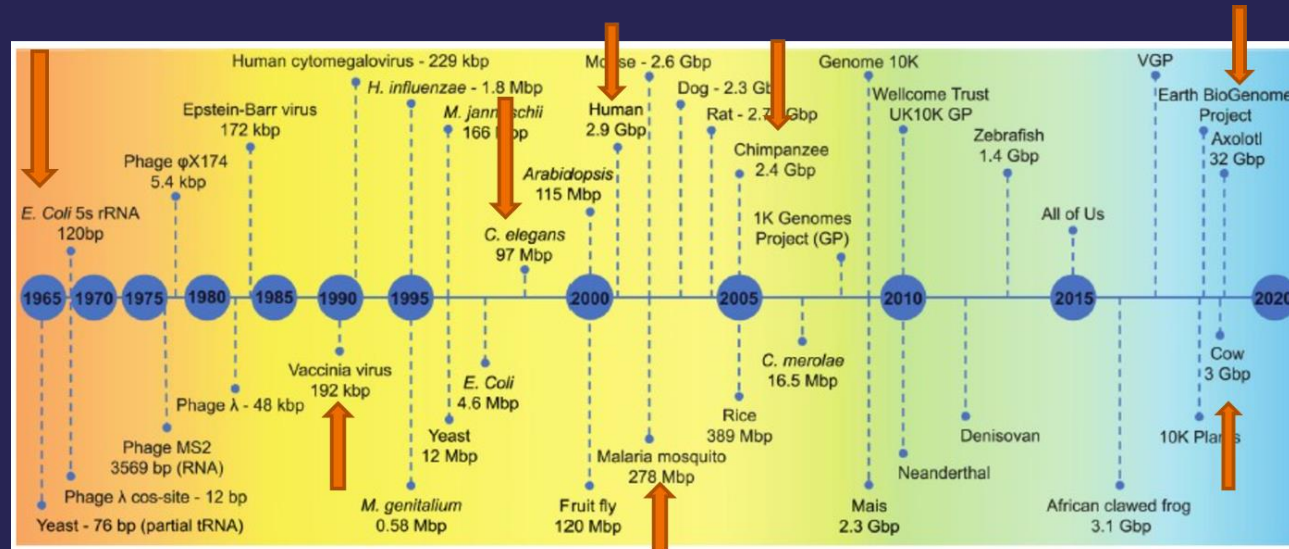 Human cytomegalovirus - 229 kbp
H. influenzae - 1.8 Mbp
Epstein-Barr virus
172 kbp
Phage φX174
5.4 kbp
E. Coli 5s rRNA
120bp
M. jannaschii
166 Mbp
Arabidopsis
115 Mbp
C. elegans
97 Mbp
Human
2.9 Gbp
Mouse - 2.6 Gbp
Dog - 2.3 Gbp
Rat - 2.7 Gbp
Chimpanzee
2.4 Gbp
1K Genomes
Project (GP)
Genome 10K
Wellcome Trust
UK10K GP
Zebrafish
1.4 Gbp
All of Us
VGP
Earth BioGenome
Project
Axolotl
32 Gbp
1965 1970 1975 1980 1985 1990 1995 2000 2005 2010 2015 2020
Vaccinia virus
192 kbp
Phage λ - 48 kbp
Phage MS2
3569 bp (RNA)
Phage λ cos-site - 12 bp
Yeast - 76 bp (partial tRNA)
E. Coli
4.6 Mbp
Yeast
12 Mbp
M. genitalium
0.58 Mbp
Fruit fly
120 Mbp
Malaria mosquito
278 Mbp
Rice
389 Mbp
C. merolae
16.5 Mbp
Mais
2.3 Gbp
Neanderthal
Denisovan
African clawed frog
3.1 Gbp
10K Plants
Cow
3 Gbp